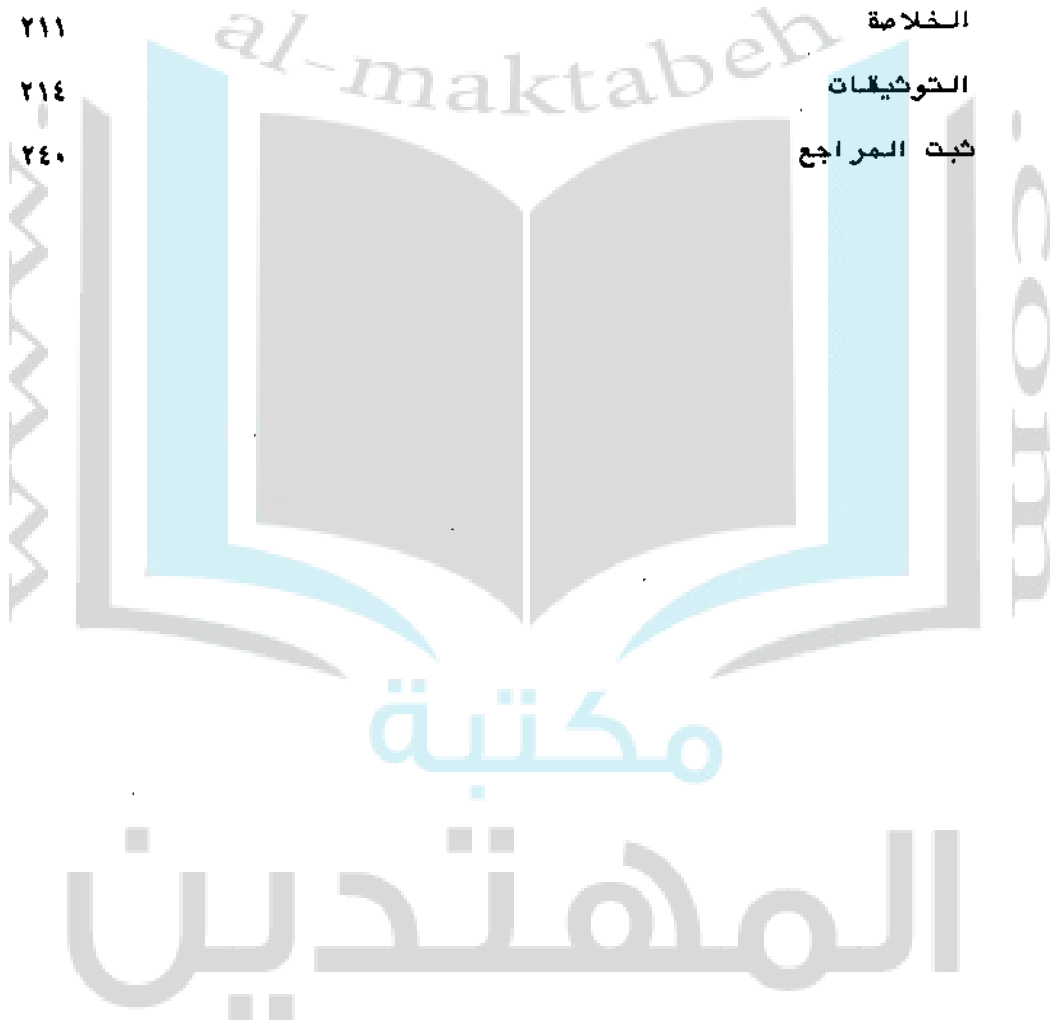 الخلاصة ٢١١
التوثيقات ٢١٤
ثبت المراجع ٢٤٠
www.
al-maktabeh
.com
مكتبة
المهتدين